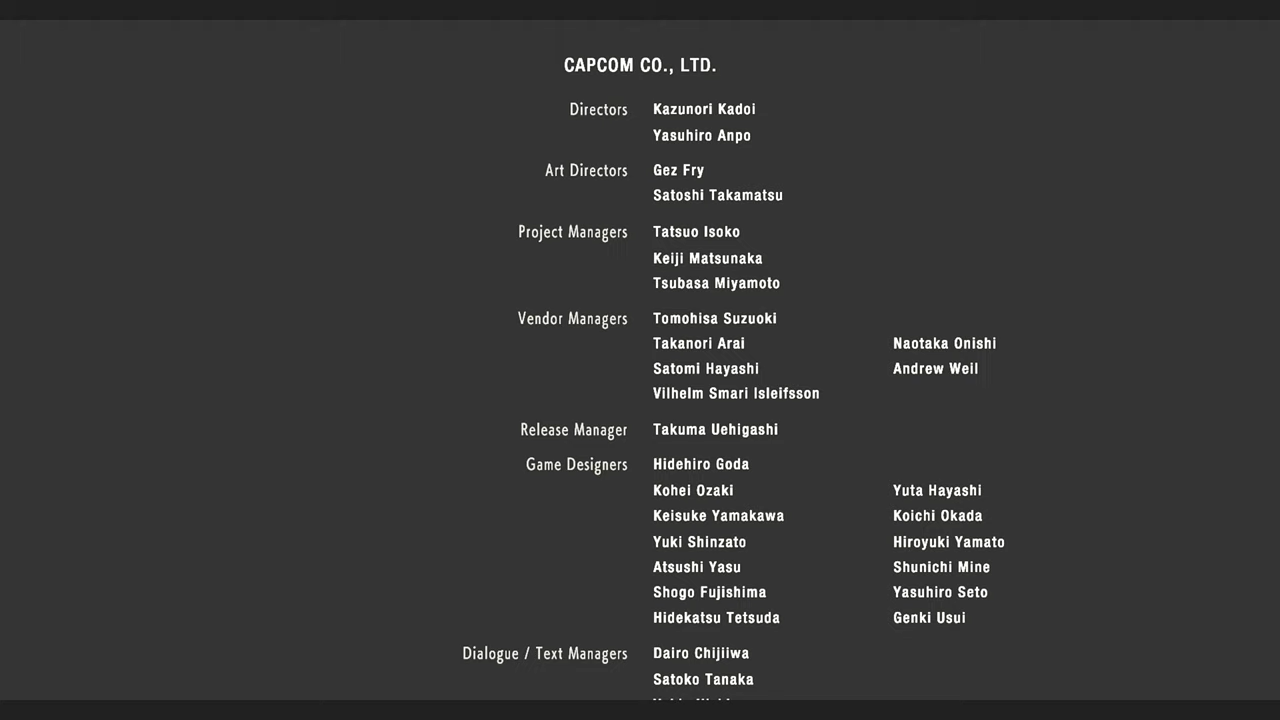 CAPCOM CO., LTD.
Directors Kazunori Kadoi
Yasuhiro Anpo
Art Directors Gez Fry
Satoshi Takamatsu
Project Managers Tatsuo Isoko
Keiji Matsunaka
Tsubasa Miyamoto
Vendor Managers Tomohisa Suzuoki
Takanori Arai Naotaka Onishi
Satomi Hayashi Andrew Weil
Vilhelm Smari Isleifsson
Release Manager Takuma Uehigashi
Game Designers Hidehiro Goda
Kohei Ozaki Yuta Hayashi
Keisuke Yamakawa Koichi Okada
Yuki Shinzato Hiroyuki Yamato
Atsushi Yasu Shunichi Mine
Shogo Fujishima Yasuhiro Seto
Hidekatsu Tetsuda Genki Usui
Dialogue / Text Managers Dairo Chijiiwa
Satoko Tanaka